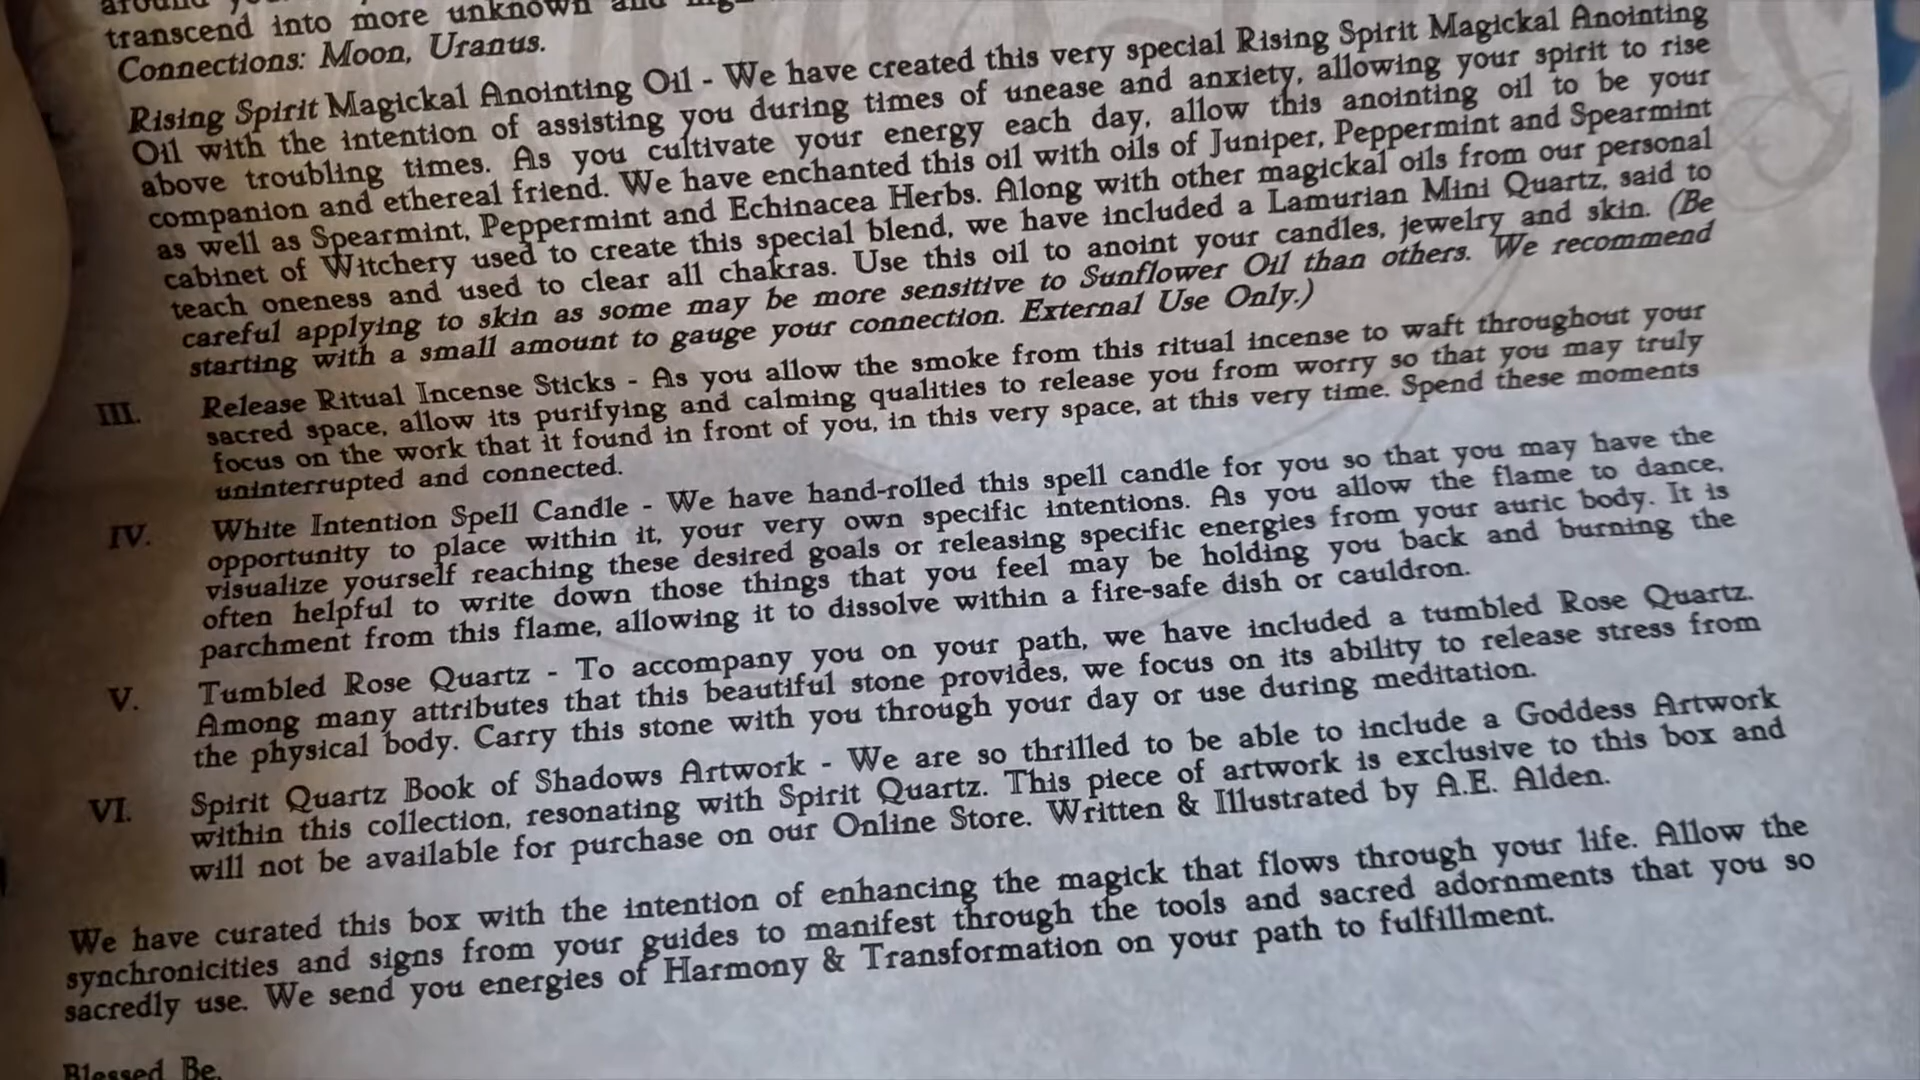 transcend into more unknown and
Connections: Moon, Uranus.
Rising Spirit Magickal Anointing Oil - We have created this very special Rising Spirit Magickal Anointing
Oil with the intention of assisting you during times of unease and anxiety, allowing your spirit to rise
above troubling times. As you cultivate your energy each day, allow this anointing oil to be your
companion and ethereal friend. We have enchanted this oil with oils of Juniper, Peppermint and Spearmint
as well as Spearmint, Peppermint and Echinacea Herbs. Along with other magickal oils from our personal
cabinet of Witchery used to create this special blend, we have included a Lamurian Mini Quartz, said to
teach oneness and used to clear all chakras. Use this oil to anoint your candles, jewelry and skin. (Be
careful applying to skin as some may be more sensitive to Sunflower Oil than others. We recommend
starting with a small amount to gauge your connection. External Use Only.)
III. Release Ritual Incense Sticks - As you allow the smoke from this ritual incense to waft throughout your
sacred space, allow its purifying and calming qualities to release you from worry so that you may truly
focus on the work that it found in front of you, in this very space, at this very time. Spend these moments
uninterrupted and connected.
IV. White Intention Spell Candle - We have hand-rolled this spell candle for you so that you may have the
opportunity to place within it, your very own specific intentions. As you allow the flame to dance,
visualize yourself reaching these desired goals or releasing specific energies from your auric body. It is
often helpful to write down those things that you feel may be holding you back and burning the
parchment from this flame, allowing it to dissolve within a fire-safe dish or cauldron.
V. Tumbled Rose Quartz - To accompany you on your path, we have included a tumbled Rose Quartz.
Among many attributes that this beautiful stone provides, we focus on its ability to release stress from
the physical body. Carry this stone with you through your day or use during meditation.
VI. Spirit Quartz Book of Shadows Artwork - We are so thrilled to be able to include a Goddess Artwork
within this collection, resonating with Spirit Quartz. This piece of artwork is exclusive to this box and
will not be available for purchase on our Online Store. Written & Illustrated by A.E. Alden.
We have curated this box with the intention of enhancing the magick that flows through your life. Allow the
synchronicities and signs from your guides to manifest through the tools and sacred adornments that you so
sacredly use. We send you energies of Harmony & Transformation on your path to fulfillment.
Blessed Be,